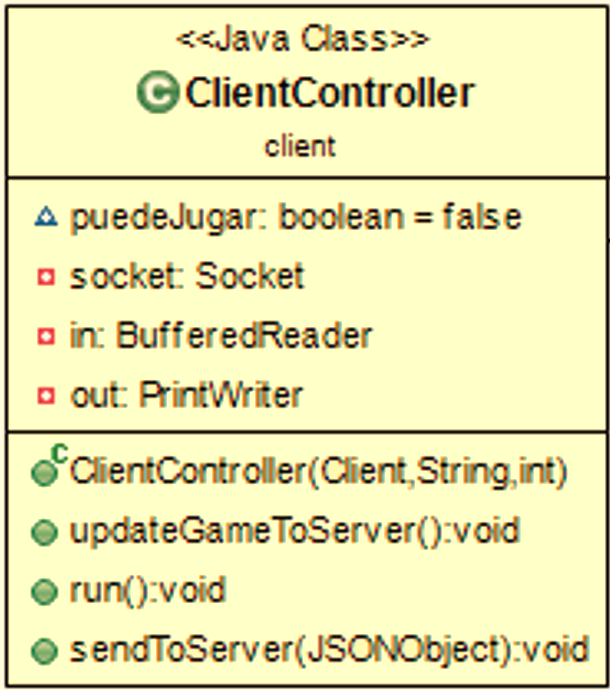 <<Java Class>>
C ClientController
client
puedeJugar: boolean = false
socket: Socket
in: BufferedReader
out: PrintWriter
C ClientController(Client,String,int)
updateGameToServer():void
run():void
sendToServer(JSONObject):void